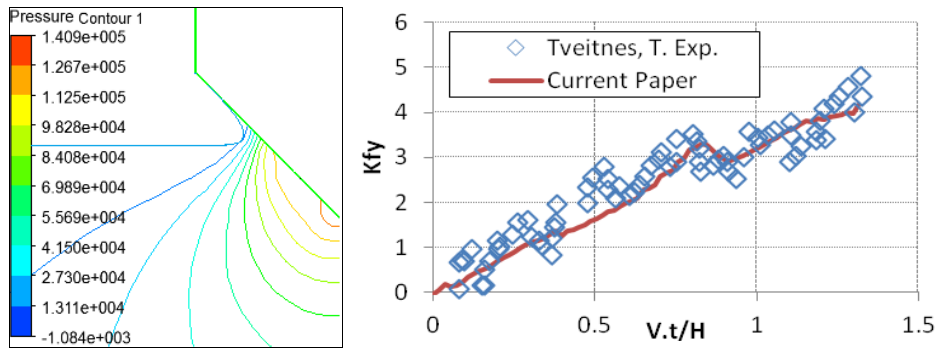 Pressure Contour 1
1.409e+005
1.267e+005
1.125e+005
9.828e+004
8.408e+004
6.989e+004
5.569e+004
4.150e+004
2.730e+004
1.311e+004
-1.084e+003
6
5
4
3
2
1
0
Kfy
Tveitnes, T. Exp.
Current Paper
0
0.5
1
1.5
V.t/H